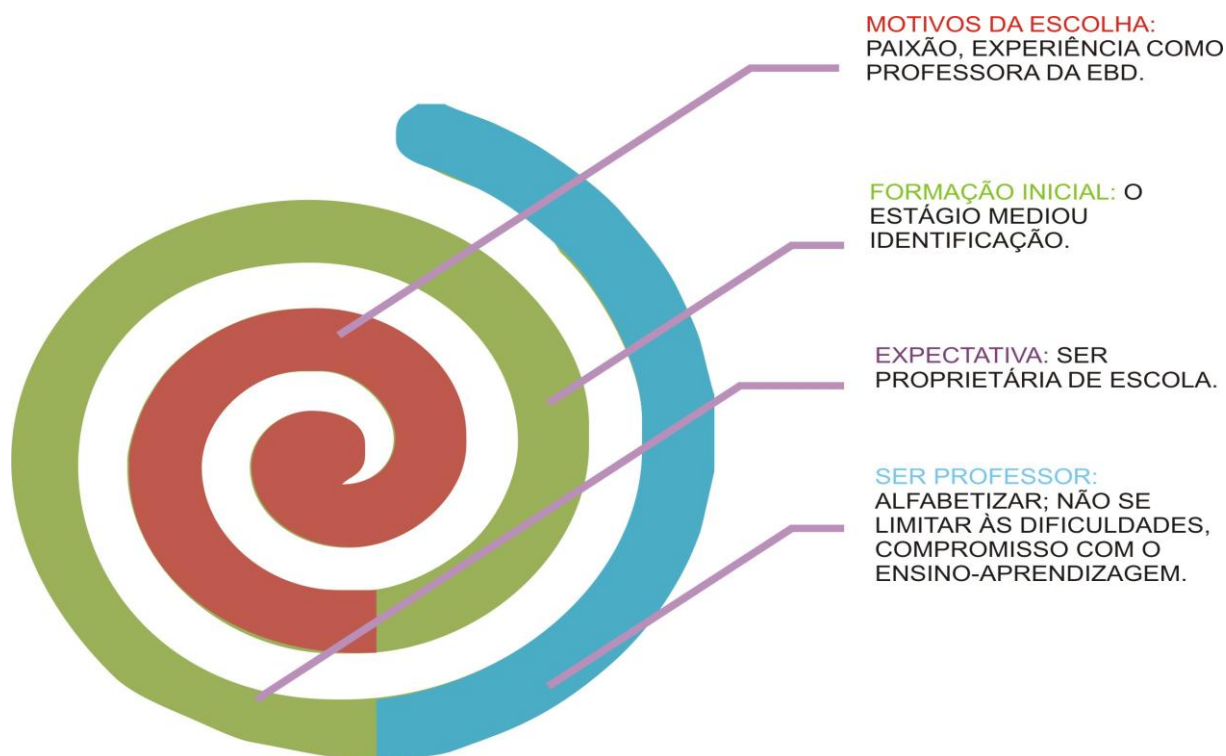 MOTIVOS DA ESCOLHA:
PAIXÃO, EXPERIÊNCIA COMO
PROFESSORA DA EBD.
FORMAÇÃO INICIAL: O
ESTÁGIO MEDIOU
IDENTIFICAÇÃO.
EXPECTATIVA: SER
PROPRIETÁRIA DE ESCOLA.
SER PROFESSOR:
ALFABETIZAR; NÃO SE
LIMITAR ÀS DIFICULDADES,
COMPROMISSO COM O
ENSINO-APRENDIZAGEM.